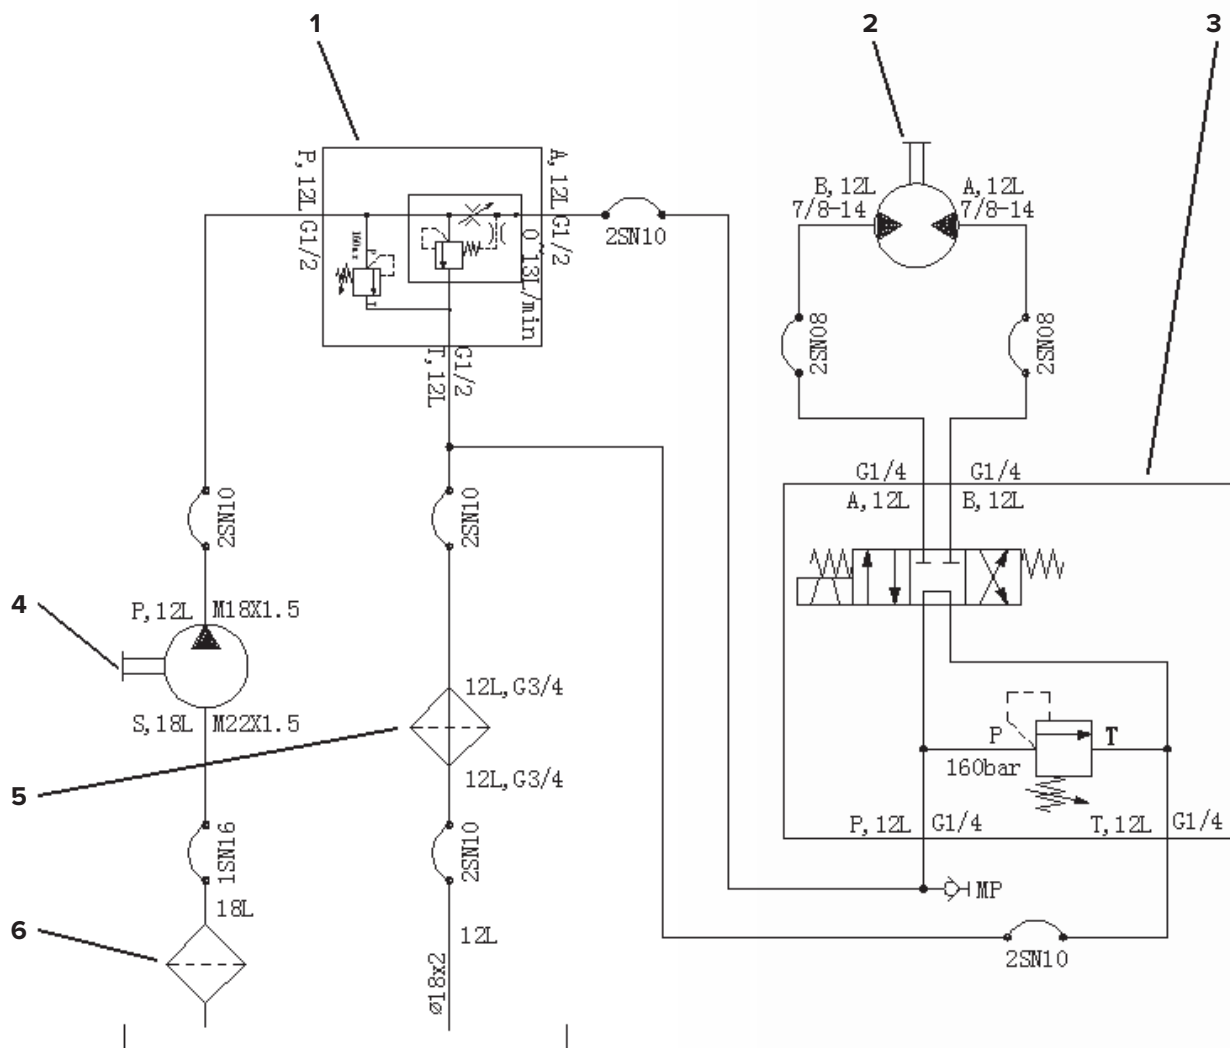 1
2
3
P, 12L G1/2
A, 12L G1/2
160bar
P
T
0~13L/min
T, 12L
G1/2
2SN10
B, 12L
7/8-14
A, 12L
7/8-14
2SN08
2SN08
G1/4
G1/4
A, 12L
B, 12L
2SN10
2SN10
4
P, 12L M18X1.5
S, 18L M22X1.5
12L, G3/4
5
12L, G3/4
P
T
160bar
P, 12L G1/4
T, 12L G1/4
1SN16
2SN10
18L
MP
6
12L
ø18x2
2SN10